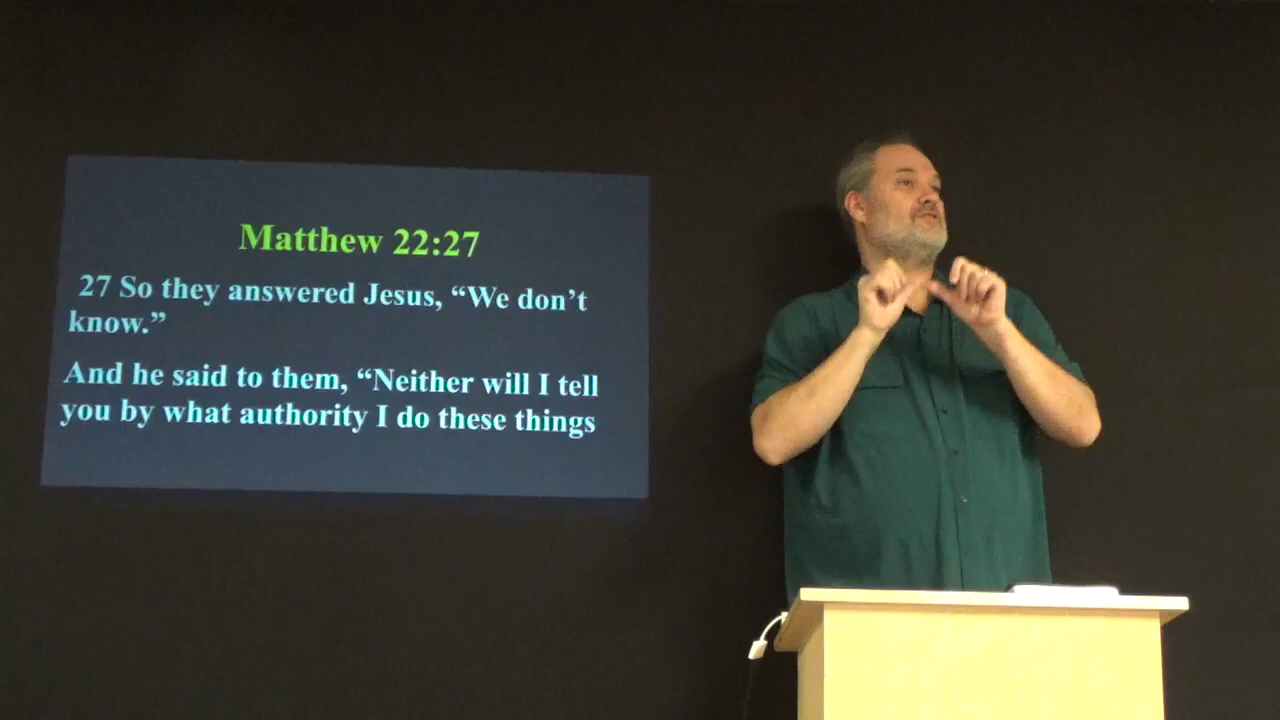 Matthew 22:27
27 So they answered Jesus, “We don’t
know.”
And he said to them, “Neither will I tell
you by what authority I do these things